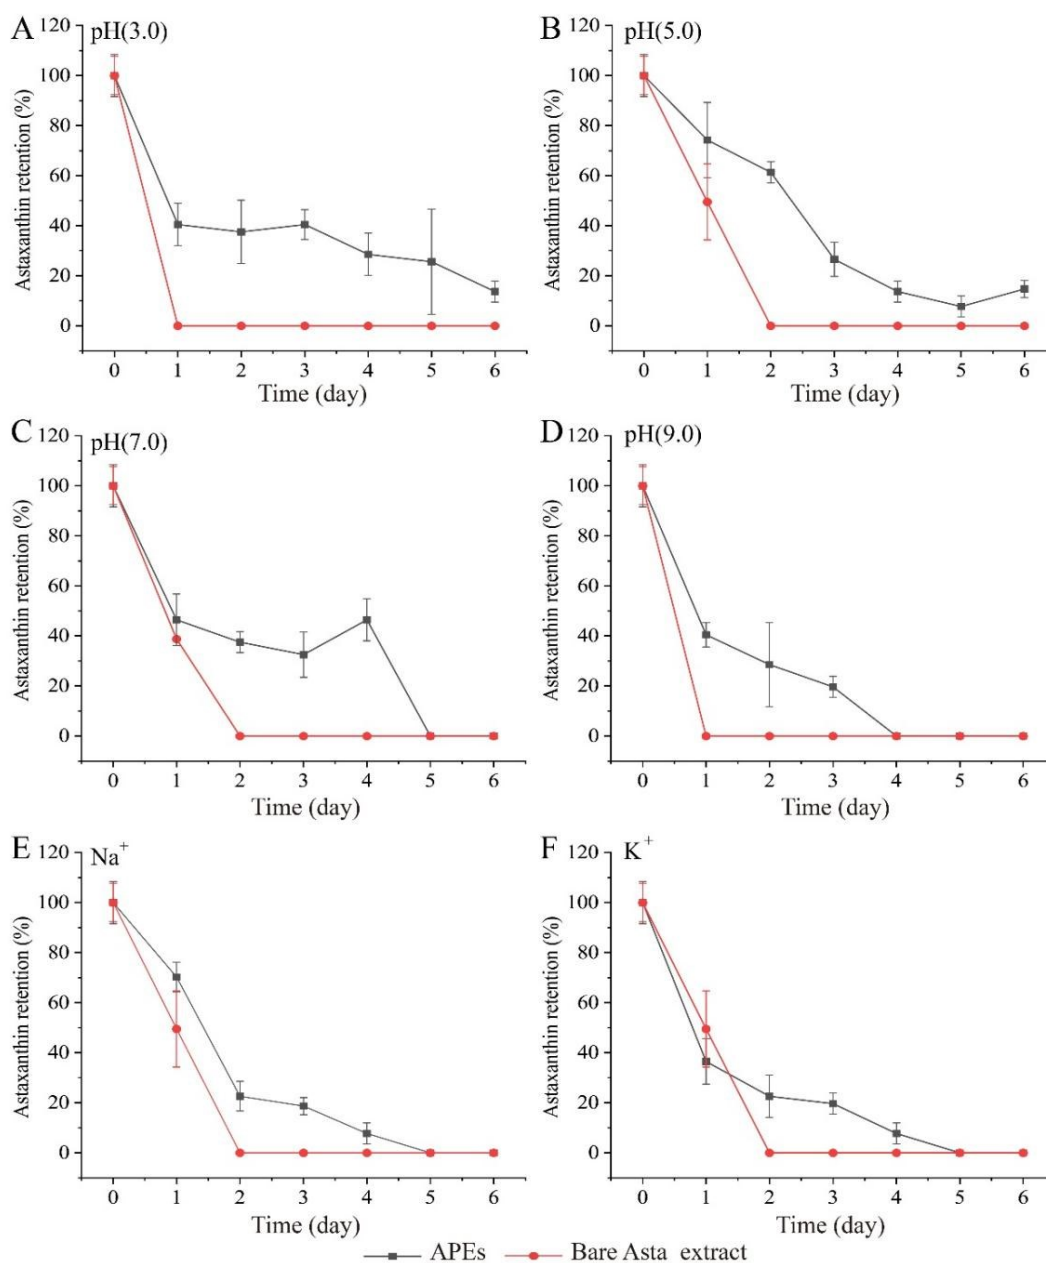 A pH(3.0)
120
100
80
60
40
20
0
Astaxanthin retention (%)
0 1 2 3 4 5 6
Time (day)
B pH(5.0)
120
100
80
60
40
20
0
Astaxanthin retention (%)
0 1 2 3 4 5 6
Time (day)
C pH(7.0)
120
100
80
60
40
20
0
Astaxanthin retention (%)
0 1 2 3 4 5 6
Time (day)
D pH(9.0)
120
100
80
60
40
20
0
Astaxanthin retention (%)
0 1 2 3 4 5 6
Time (day)
E Na⁺
120
100
80
60
40
20
0
Astaxanthin retention (%)
0 1 2 3 4 5 6
Time (day)
F K⁺
120
100
80
60
40
20
0
Astaxanthin retention (%)
0 1 2 3 4 5 6
Time (day)
APEs Bare Asta extract